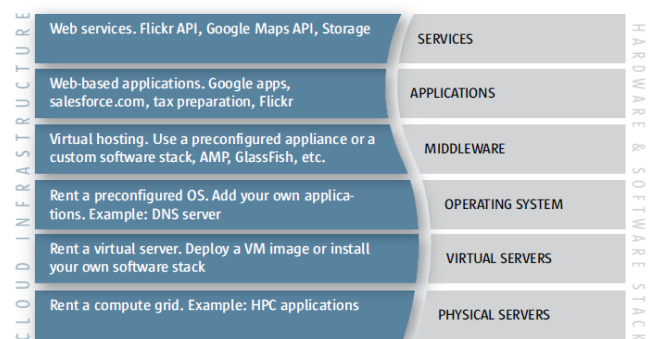 CLOUD INFRASTRUCTURE
Web services. Flickr API, Google Maps API, Storage
SERVICES
Web-based applications. Google apps,
salesforce.com, tax preparation, Flickr
APPLICATIONS
Virtual hosting. Use a preconfigured appliance or a
custom software stack, AMP, GlassFish, etc.
MIDDLEWARE
Rent a preconfigured OS. Add your own applica-
tions. Example: DNS server
OPERATING SYSTEM
Rent a virtual server. Deploy a VM image or install
your own software stack
VIRTUAL SERVERS
Rent a compute grid. Example: HPC applications
PHYSICAL SERVERS
HARDWARE & SOFTWARE STACK